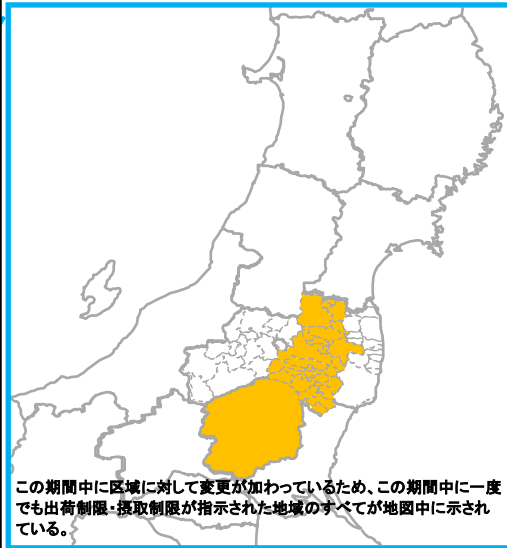 この期間中に区域に対して変更が加わっているため、この期間中に一度
でも出荷制限・摂取制限が指示された地域のすべてが地図中に示され
ている。